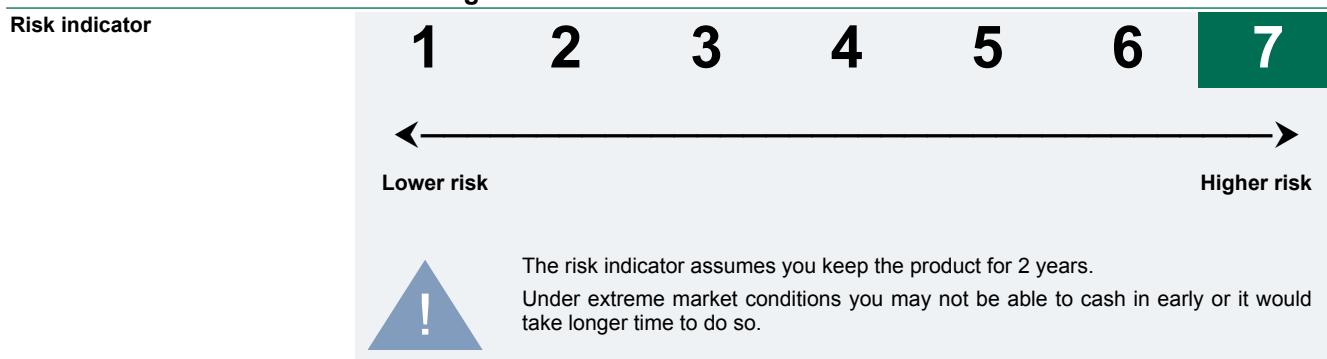 Risk indicator
1 2 3 4 5 6 7
Lower risk Higher risk
!
The risk indicator assumes you keep the product for 2 years.
Under extreme market conditions you may not be able to cash in early or it would
take longer time to do so.